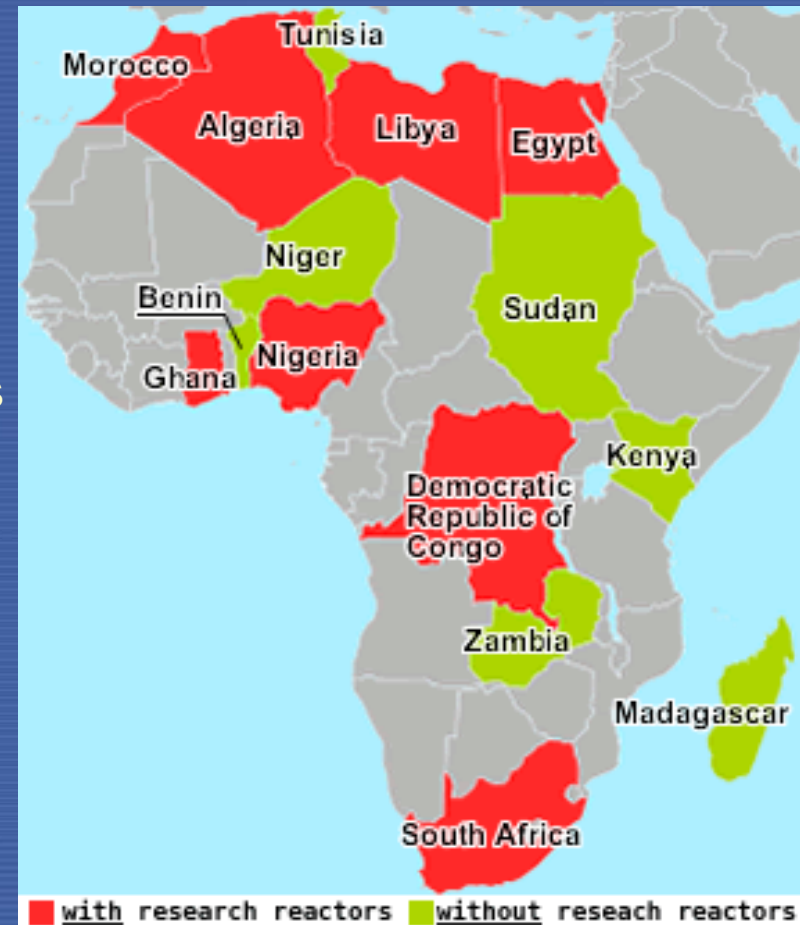 Tunisia
Morocco
Algeria
Libya
Egypt
Niger
Benin
Sudan
Nigeria
Ghana
Kenya
Democratic
Republic of
Congo
Zambia
Madagascar
South Africa
with research reactors without reseach reactors